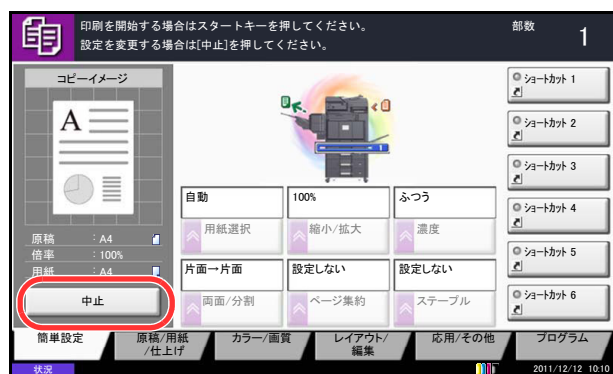 印刷を開始する場合はスタートキーを押してください。
設定を変更する場合は[中止]を押してください。
部数
1
コピーイメージ
A
原稿 : A4
倍率 : 100%
用紙 : A4
中止
自動
用紙選択
100%
縮小/拡大
ふつう
濃度
片面→片面
両面/分割
設定しない
ページ集約
設定しない
ステープル
ショートカット 1
ショートカット 2
ショートカット 3
ショートカット 4
ショートカット 5
ショートカット 6
簡単設定
原稿/用紙
/仕上げ
カラー/画質
レイアウト/
編集
応用/その他
プログラム
状況
2011/12/12 10:10